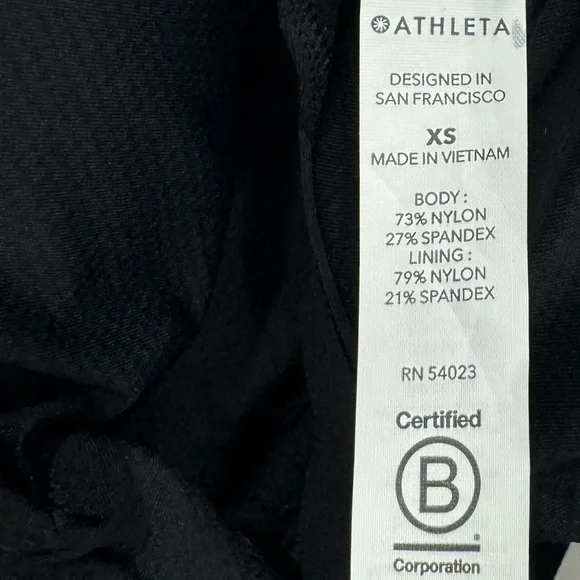 ATHLETA
DESIGNED IN
SAN FRANCISCO
XS
MADE IN VIETNAM
BODY :
73% NYLON
27% SPANDEX
LINING :
79% NYLON
21% SPANDEX
RN 54023
Certified
B
Corporation